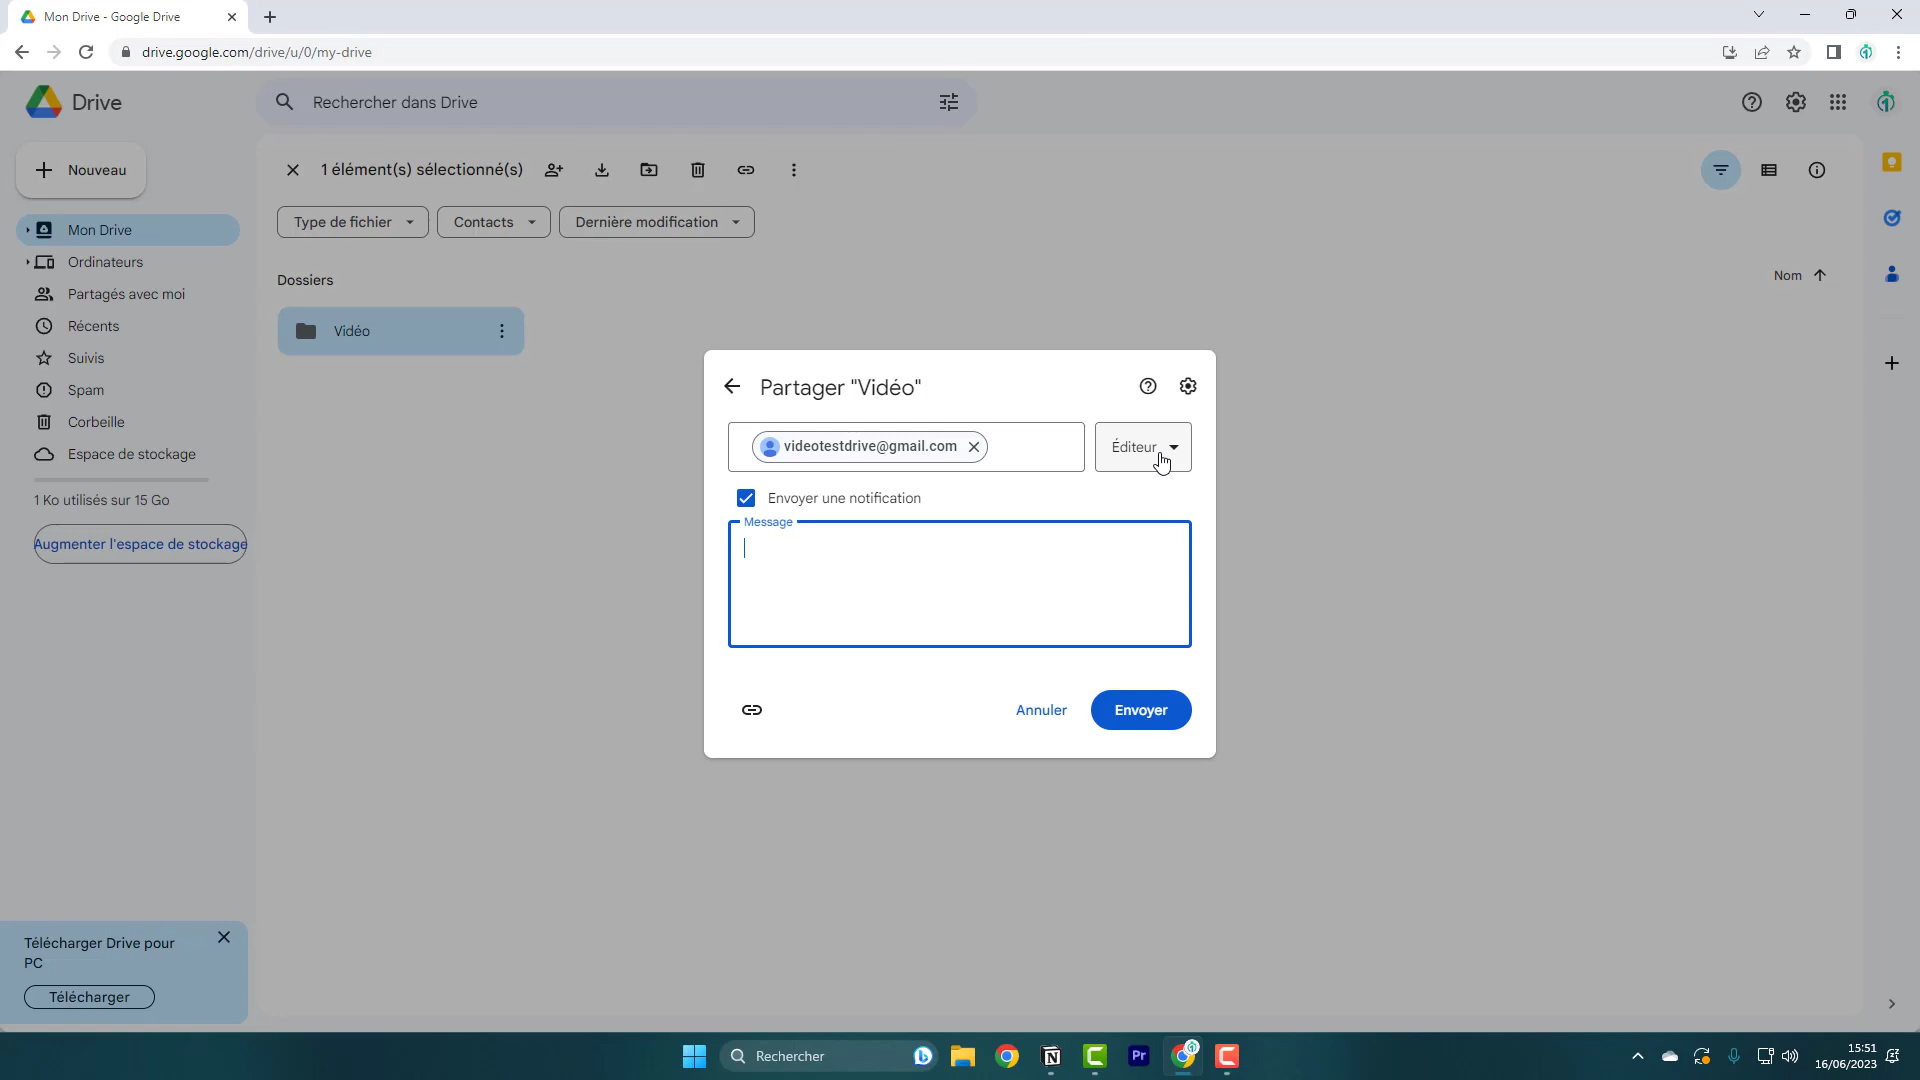 Mon Drive - Google Drive
drive.google.com/drive/u/0/my-drive
Drive
Rechercher dans Drive
Nouveau
1 élément(s) sélectionné(s)
Type de fichier
Contacts
Dernière modification
Mon Drive
Ordinateurs
Partagés avec moi
Récents
Suivis
Spam
Corbeille
Espace de stockage
1 Ko utilisés sur 15 Go
Augmenter l'espace de stockage
Dossiers
Nom
Vidéo
Partager "Vidéo"
videotestdrive@gmail.com
Éditeur
Envoyer une notification
Message
Annuler
Envoyer
Télécharger Drive pour
PC
Télécharger
Rechercher
Pr
15:51
16/06/2023